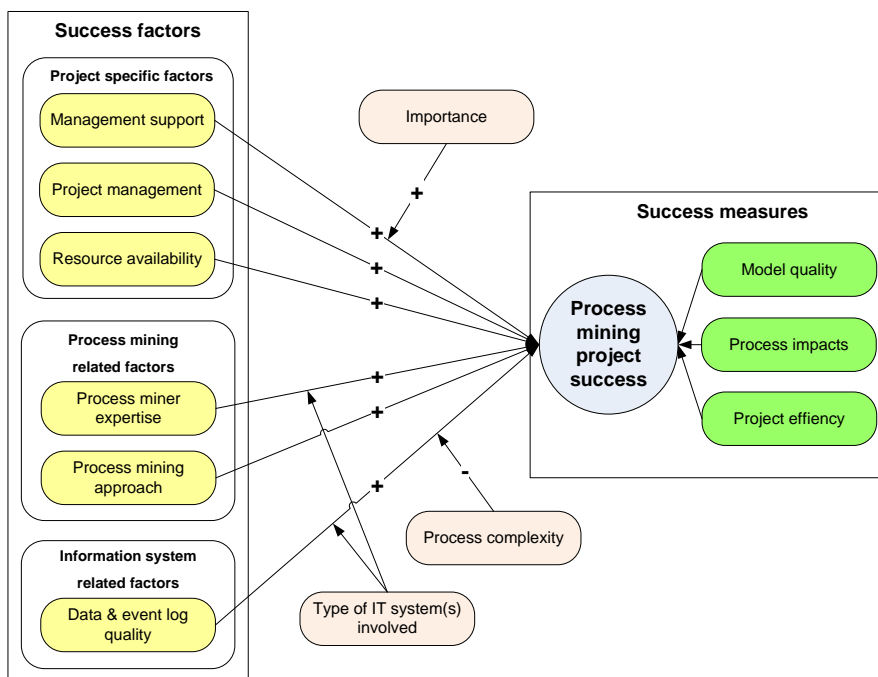 Success factors
Project specific factors
Management support
Project management
Resource availability
Process mining
related factors
Process miner
expertise
Process mining
approach
Information system
related factors
Data & event log
quality
Importance
+
+
+
+
+
+
+
-
Process complexity
Type of IT system(s)
involved
Success measures
Process
mining
project
success
Model quality
Process impacts
Project effiency